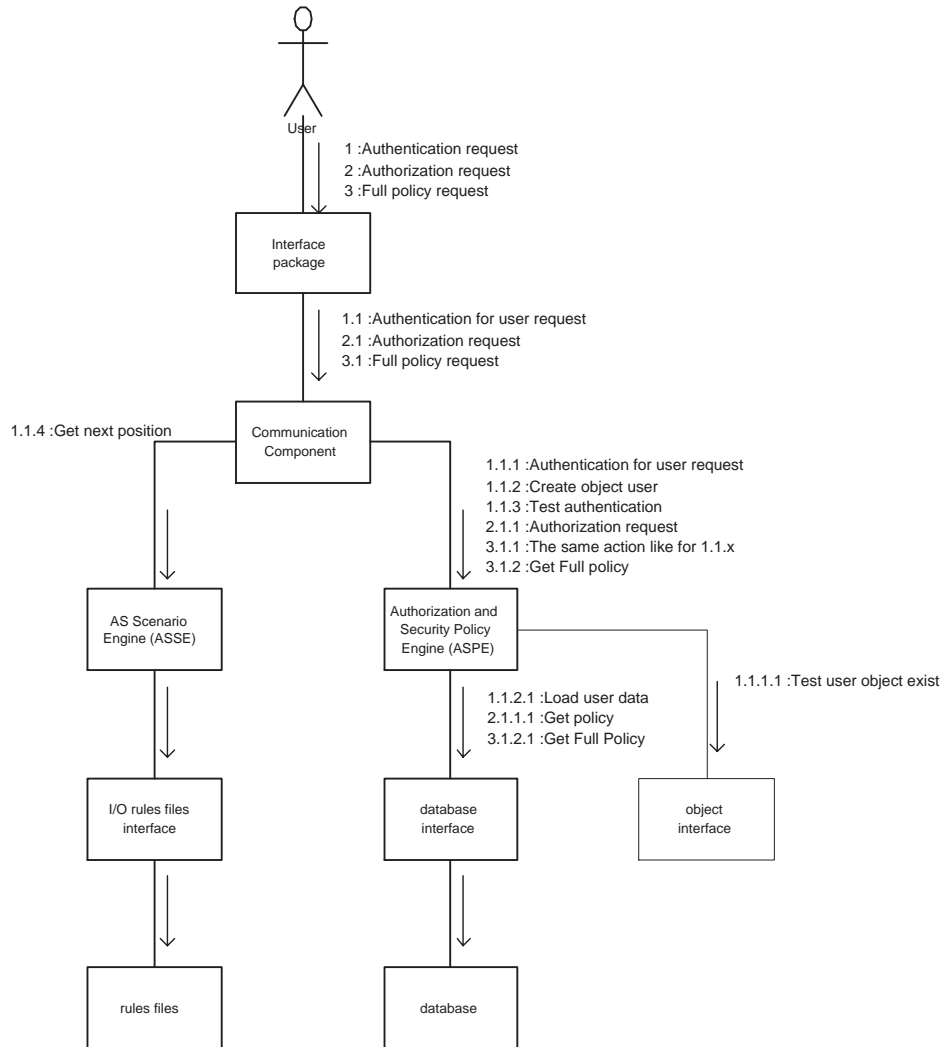 User
1 :Authentication request
2 :Authorization request
3 :Full policy request
Interface
package
1.1 :Authentication for user request
2.1 :Authorization request
3.1 :Full policy request
1.1.4 :Get next position
Communication
Component
1.1.1 :Authentication for user request
1.1.2 :Create object user
1.1.3 :Test authentication
2.1.1 :Authorization request
3.1.1 :The same action like for 1.1.x
3.1.2 :Get Full policy
AS Scenario
Engine (ASSE)
Authorization and
Security Policy
Engine (ASPE)
1.1.1.1 :Test user object exist
1.1.2.1 :Load user data
2.1.1.1 :Get policy
3.1.2.1 :Get Full Policy
I/O rules files
interface
database
interface
object
interface
rules files
database